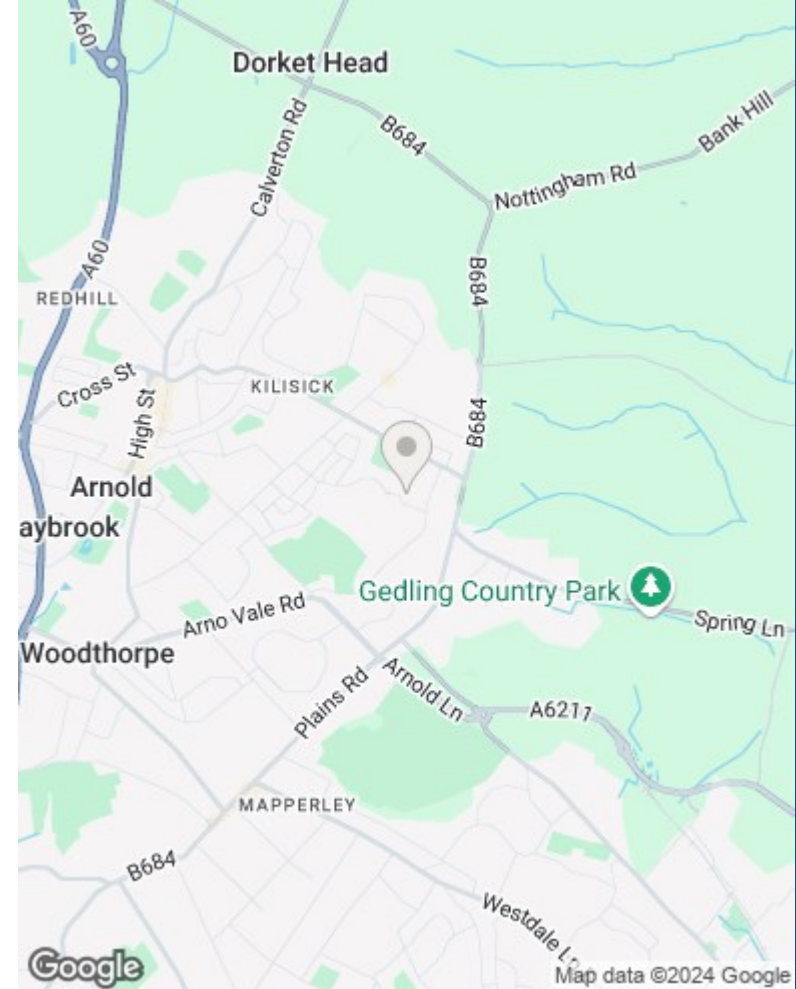 A60
Dorket Head
B684
Bank Hill
Calverton Rd
Nottingham Rd
A60
B684
REDHILL
Cross St
KILISICK
High St
B684
Arnold
aybrook
Gedling Country Park
Arno Vale Rd
Spring Ln
Woodthorpe
Arnold Ln
Plains Rd
A6211
MAPPERLEY
B684
Westdale Ln
Google
Map data ©2024 Google